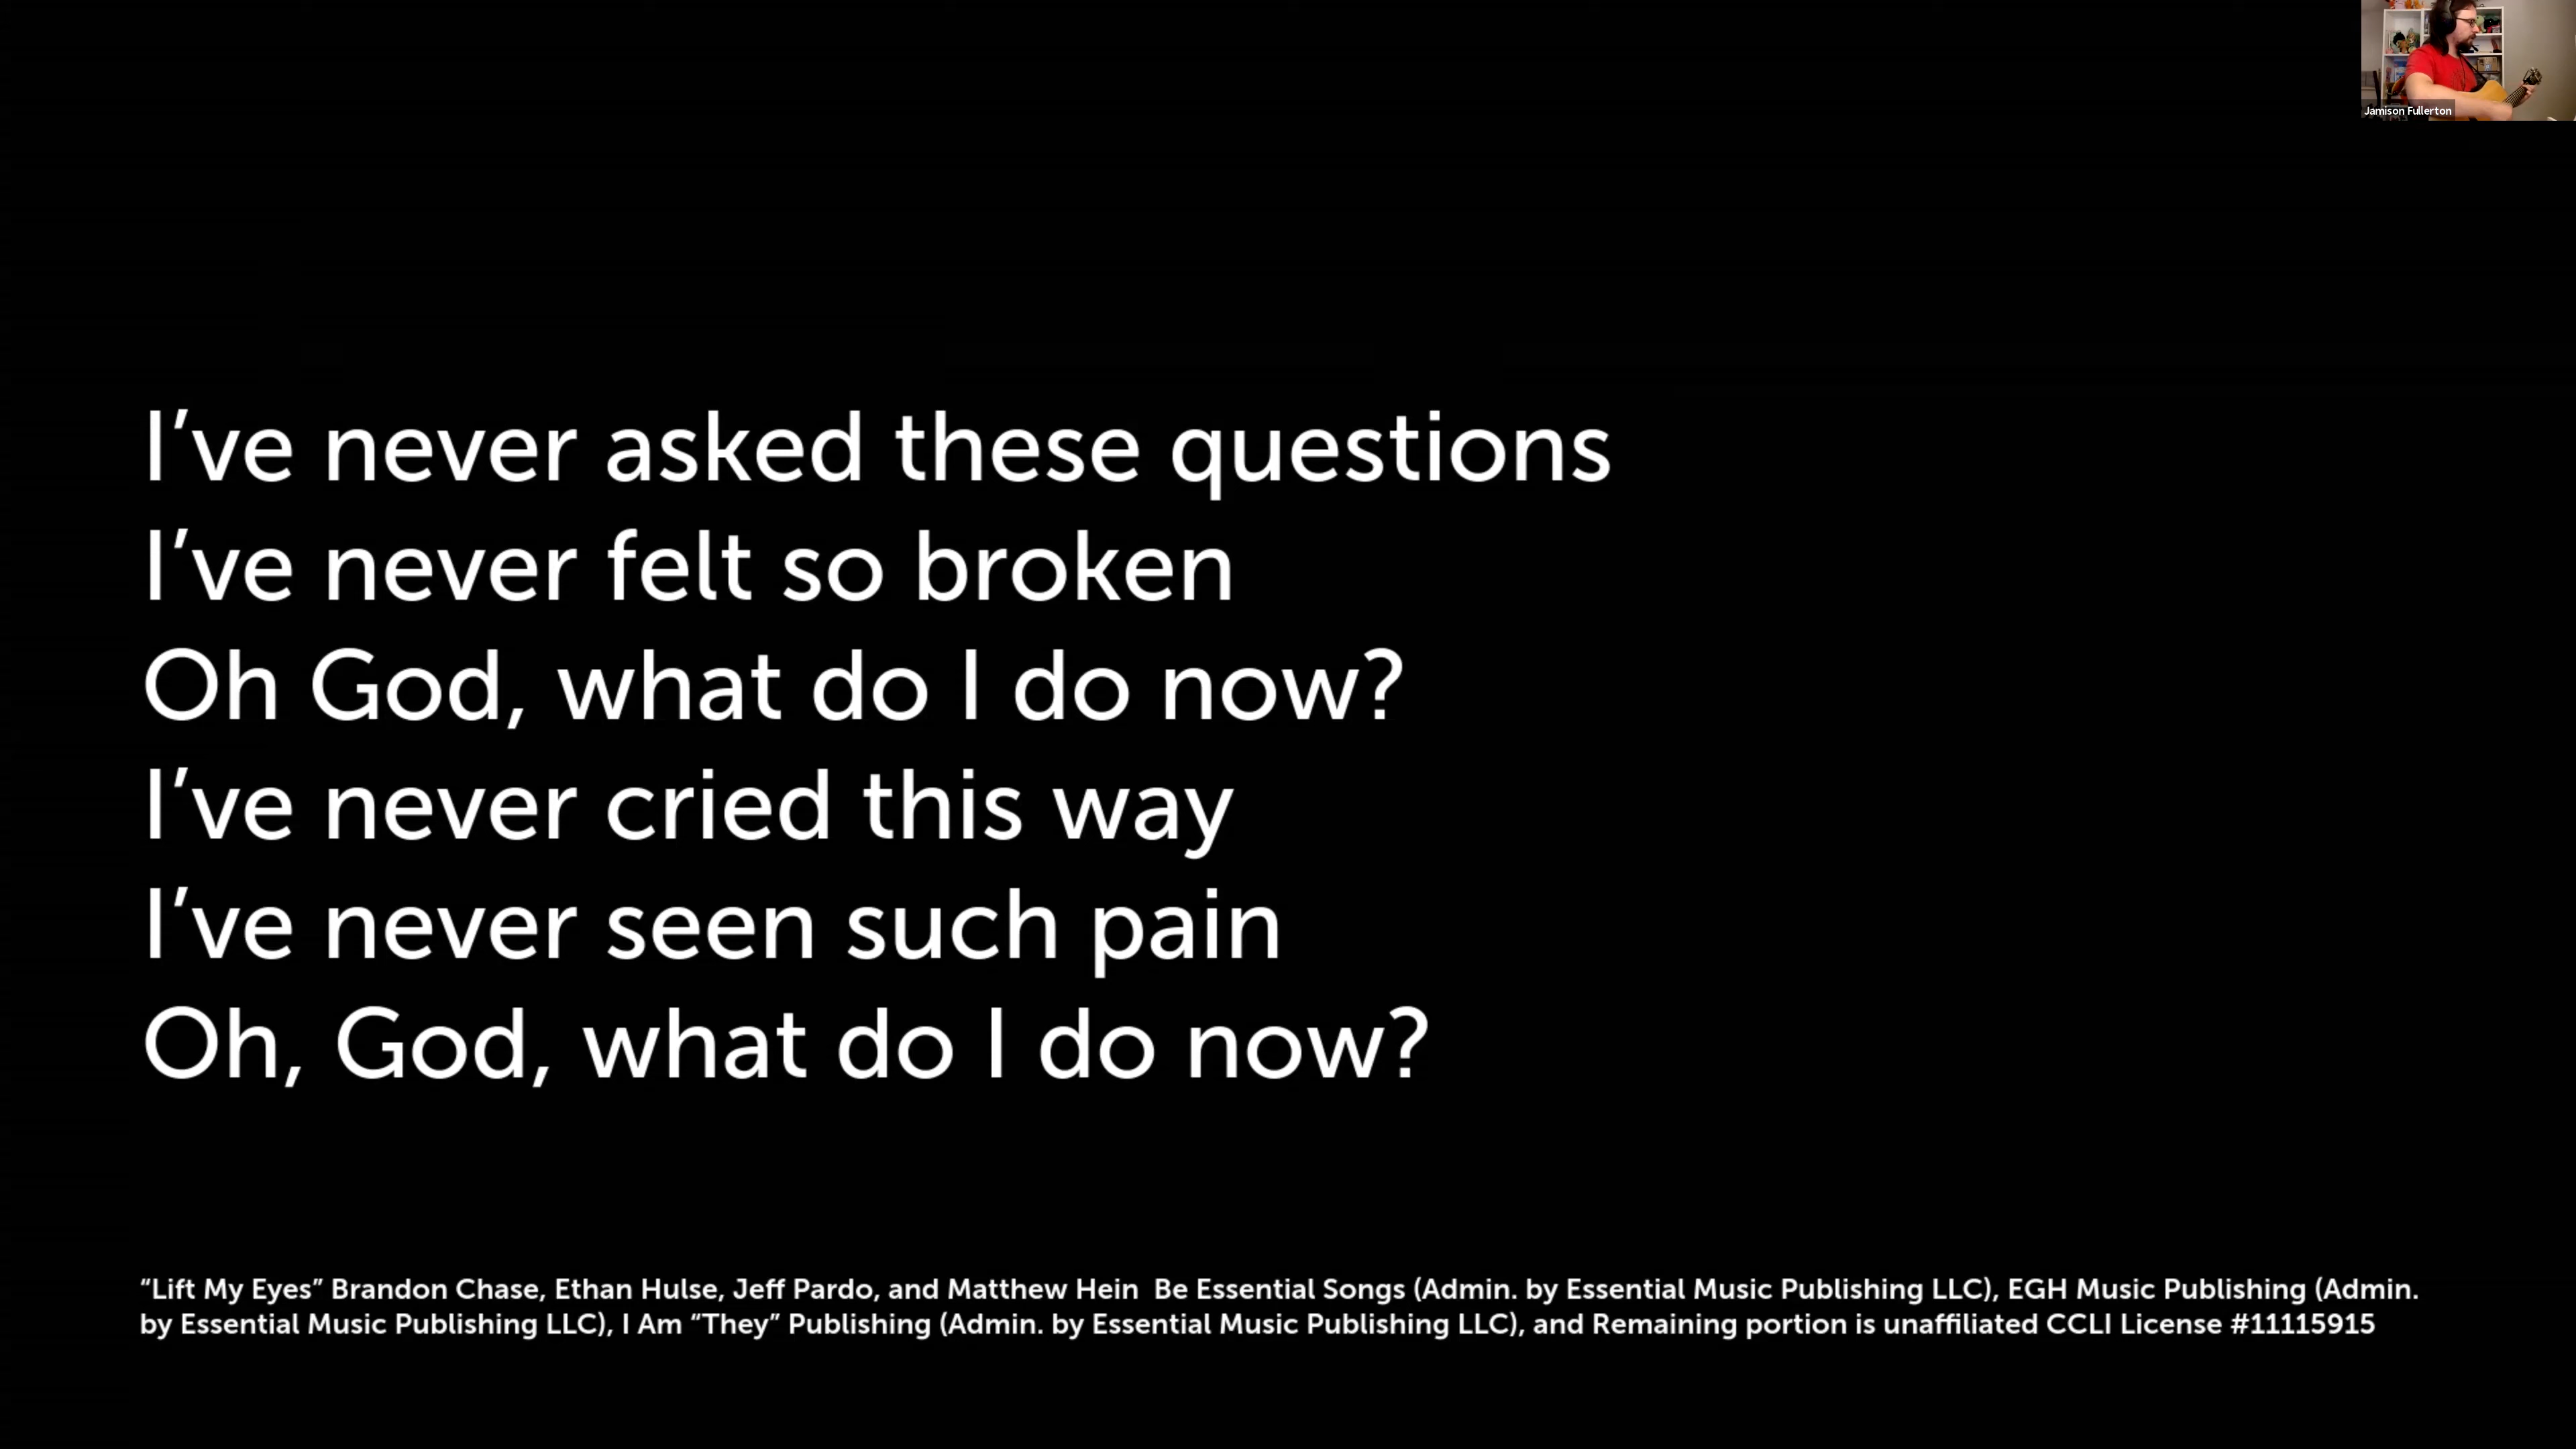 Jamison Fullerton
I’ve never asked these questions
I’ve never felt so broken
Oh God, what do I do now?
I’ve never cried this way
I’ve never seen such pain
Oh, God, what do I do now?
“Lift My Eyes” Brandon Chase, Ethan Hulse, Jeff Pardo, and Matthew Hein  Be Essential Songs (Admin. by Essential Music Publishing LLC), EGH Music Publishing (Admin.
by Essential Music Publishing LLC), I Am “They” Publishing (Admin. by Essential Music Publishing LLC), and Remaining portion is unaffiliated CCLI License #11115915